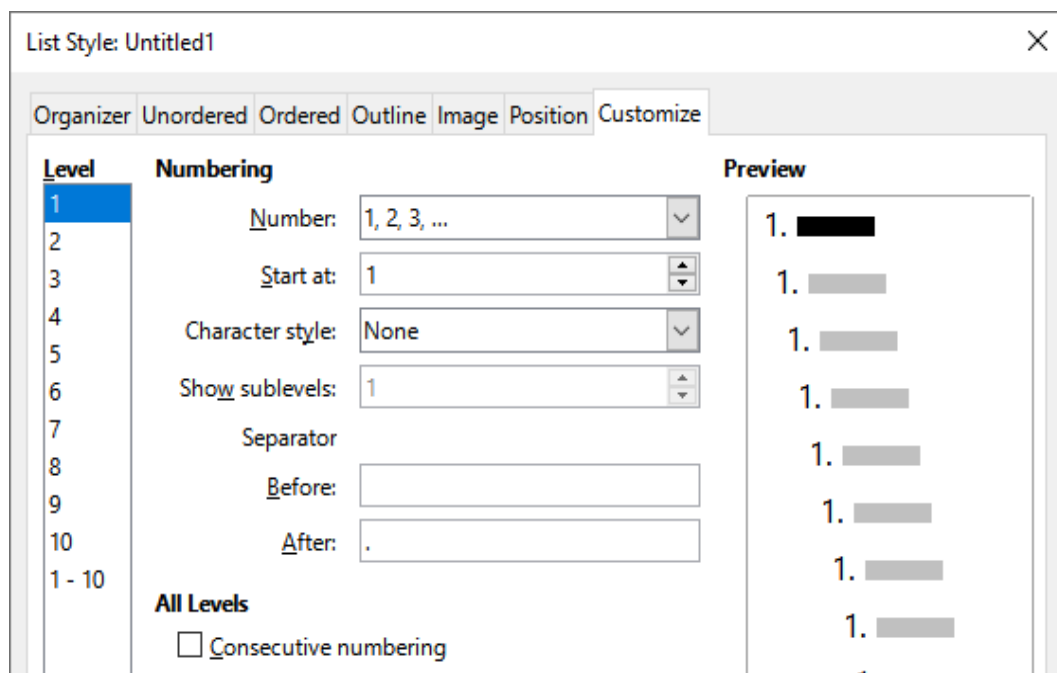 List Style: Untitled1
Organizer Unordered Ordered Outline Image Position Customize
Level
1
2
3
4
5
6
7
8
9
10
1 - 10
Numbering
Number: 1, 2, 3, ...
Start at: 1
Character style: None
Show sublevels: 1
Separator
Before:
After: .
All Levels
Consecutive numbering
Preview
1.
1.
1.
1.
1.
1.
1.
1.